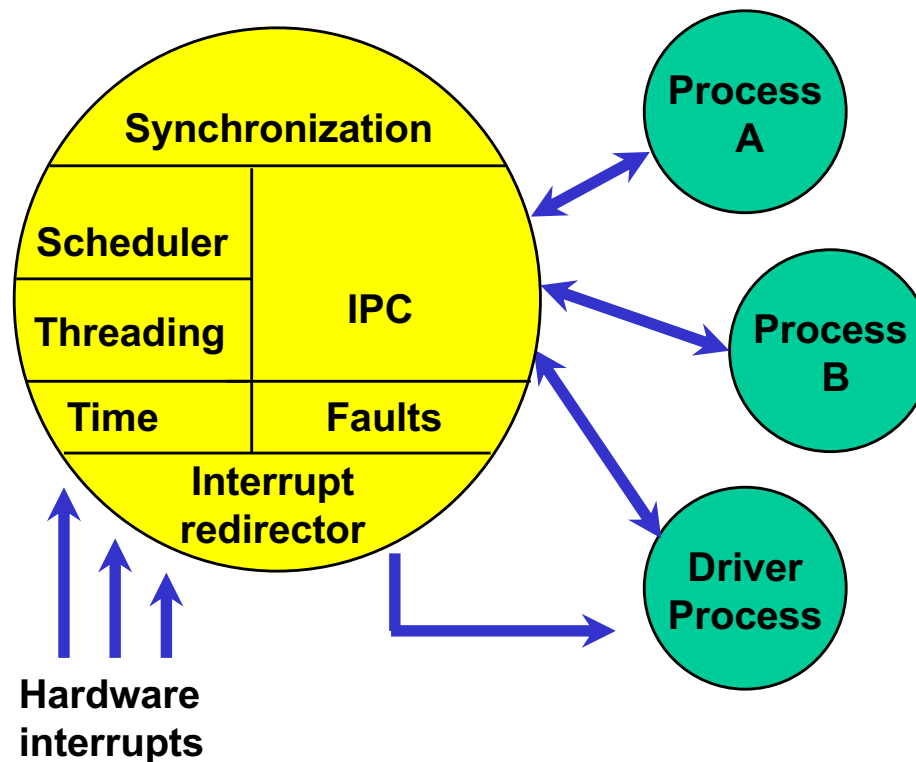 Synchronization
Scheduler
IPC
Threading
Time
Faults
Interrupt
redirector
Process
A
Process
B
Driver
Process
Hardware
interrupts